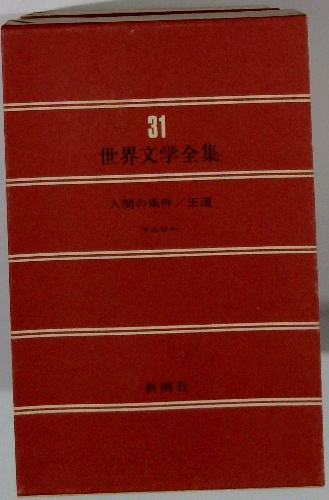 31
世界文学全集
人間の条件／王道
マルロー
新潮社